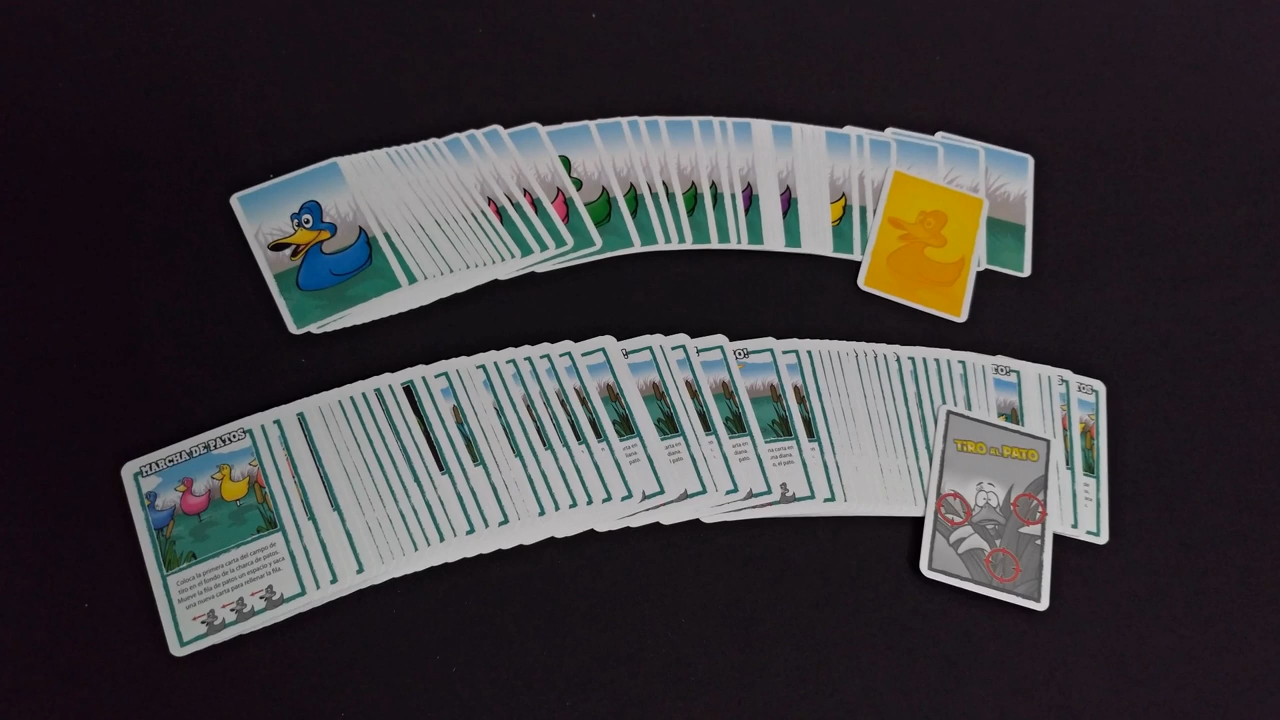 MARCHA DE PATOS
Coloca la primera carta del campo de
tiro en el fondo de la charca de patos.
Mueve la fila de patos un espacio y saca
una nueva carta para rellenar la fila.
TIRO AL PATO